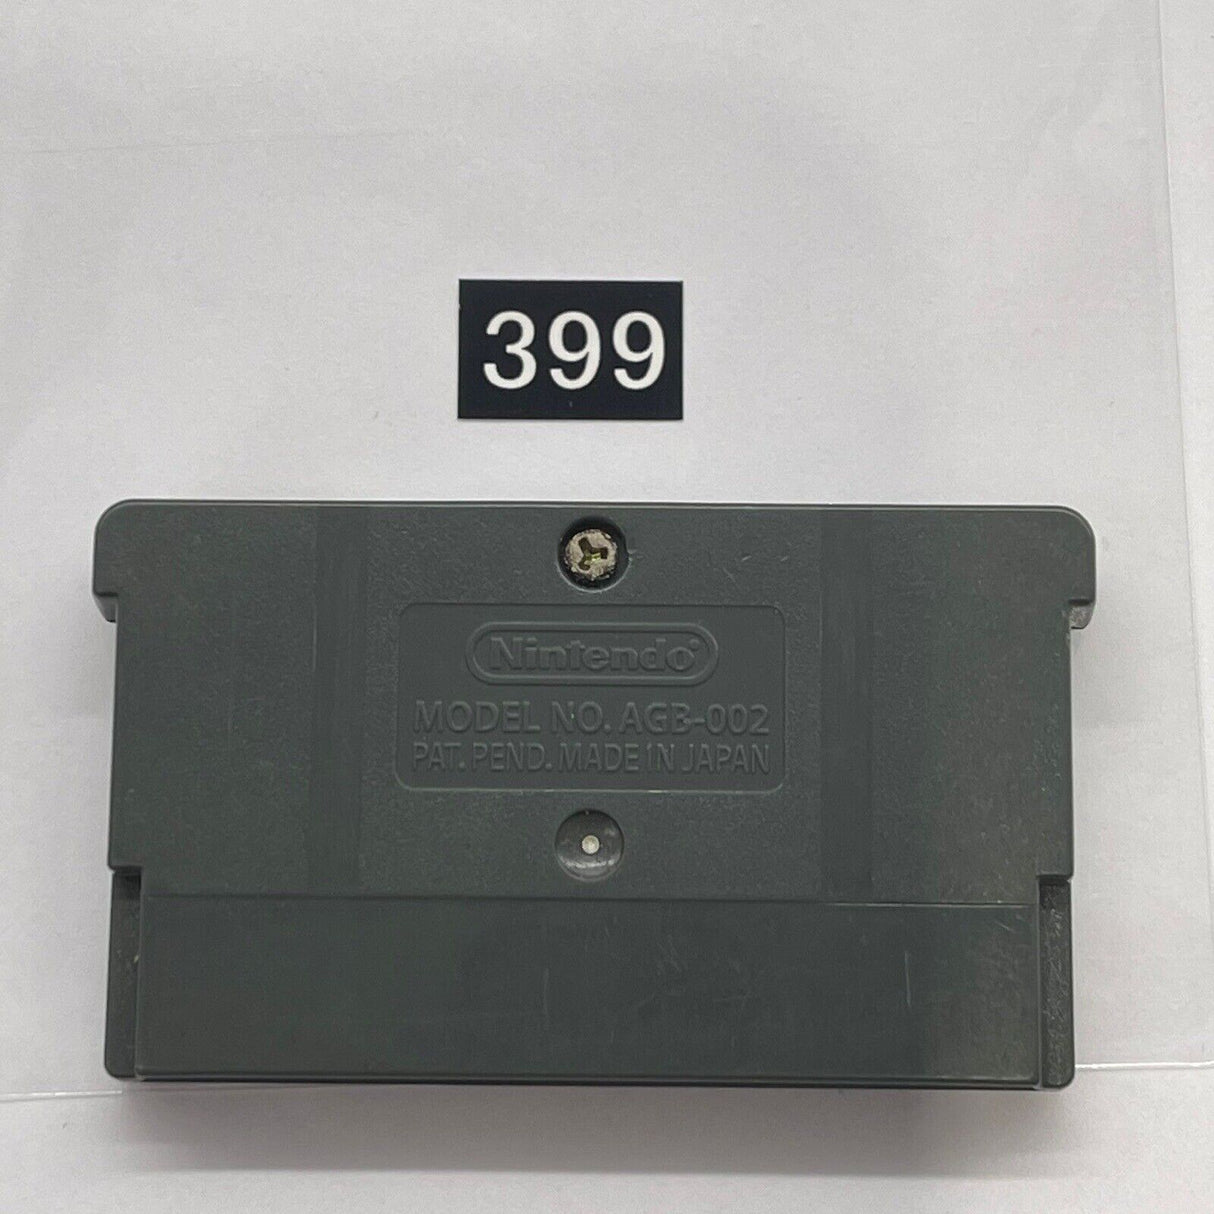 399
Nintendo®
MODEL NO. AGB-002
PAT. PEND. MADE IN JAPAN